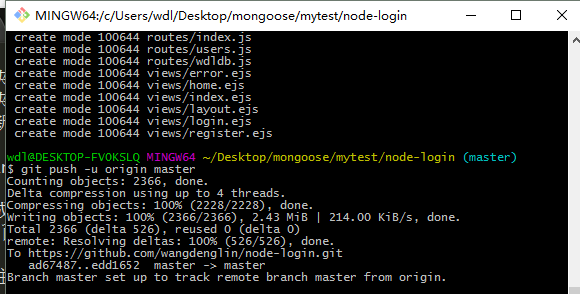 MINGW64:/c/Users/wdl/Desktop/mongoose/mytest/node-login
create mode 100644 routes/index.js
create mode 100644 routes/users.js
create mode 100644 routes/wdldb.js
create mode 100644 views/error.ejs
create mode 100644 views/home.ejs
create mode 100644 views/index.ejs
create mode 100644 views/layout.ejs
create mode 100644 views/login.ejs
create mode 100644 views/register.ejs
wdl@DESKTOP-FVOKSLQ MINGW64 ~/Desktop/mongoose/mytest/node-login (master)
$ git push -u origin master
Counting objects: 2366, done.
Delta compression using up to 4 threads.
Compressing objects: 100% (2228/2228), done.
Writing objects: 100% (2366/2366), 2.43 MiB | 214.00 KiB/s, done.
Total 2366 (delta 526), reused 0 (delta 0)
remote: Resolving deltas: 100% (526/526), done.
To https://github.com/wangdenglin/node-login.git
ad67487..edd1652 master -> master
Branch master set up to track remote branch master from origin.